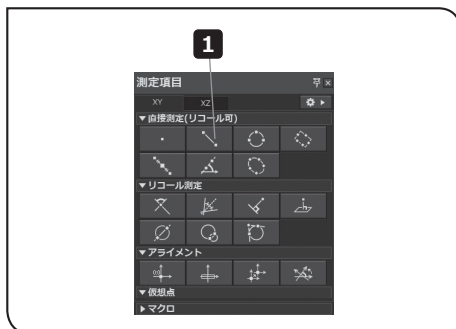 1
測定項目
XY XZ
▼直接測定(リコール可)
▼リコール測定
▼アライメント
▼仮想点
▶マクロ